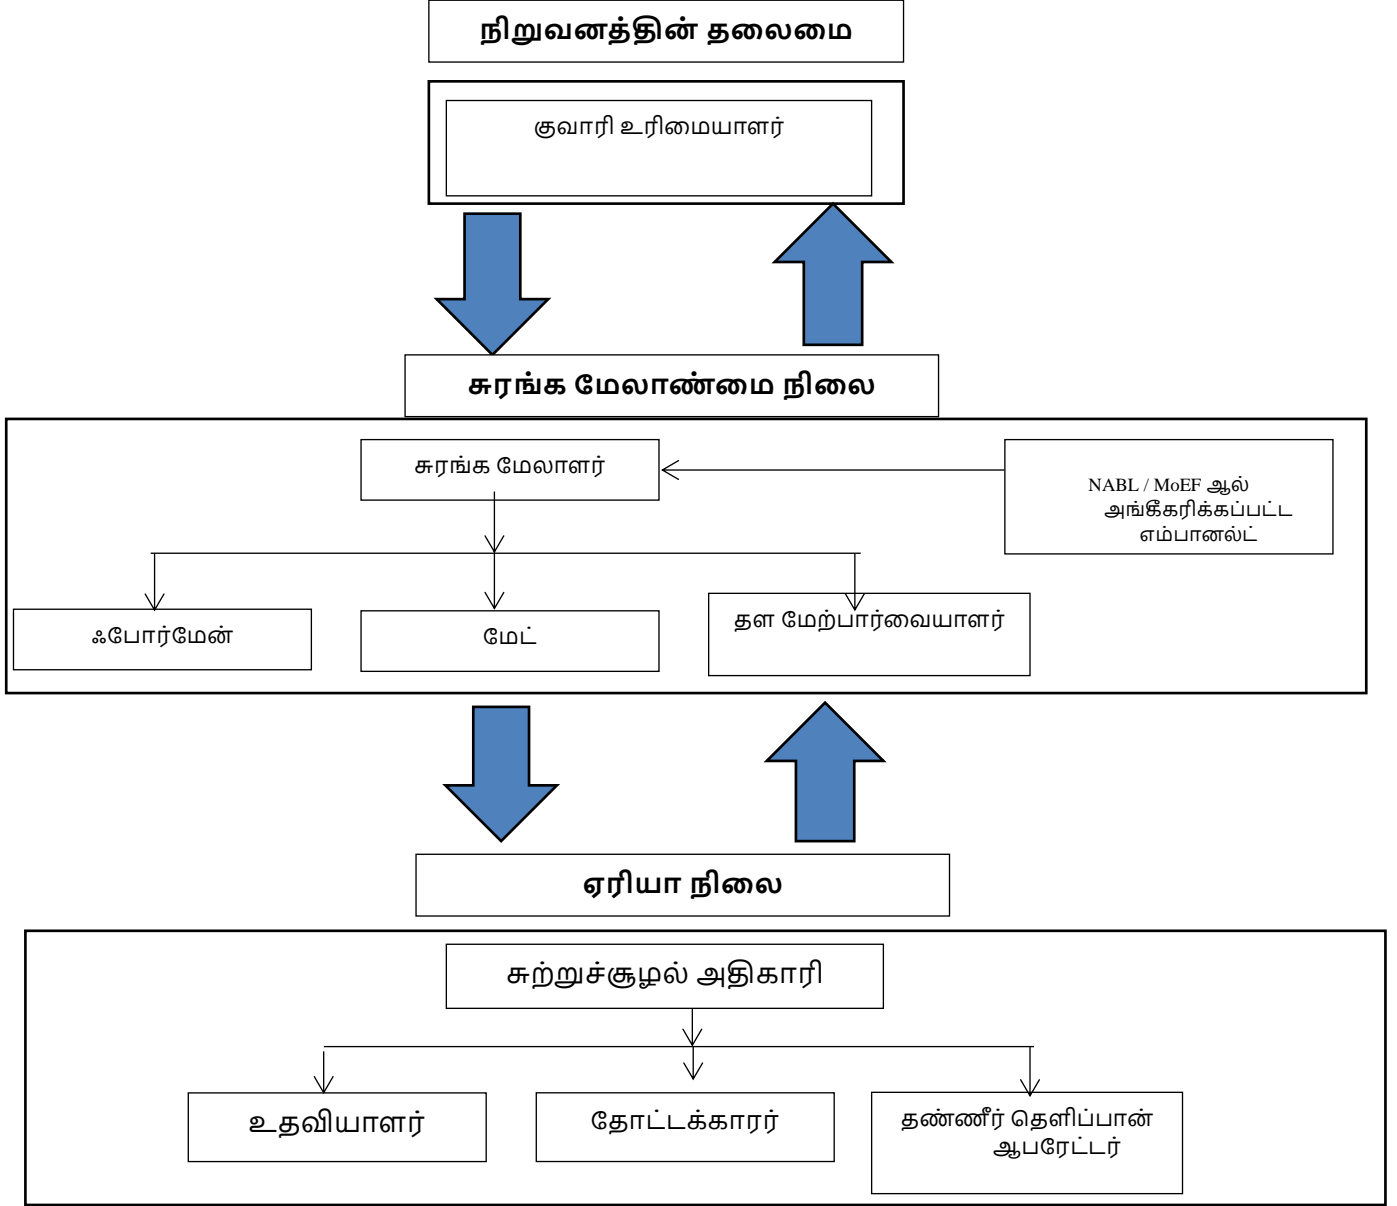 நிறுவனத்தின் தலைமை
குவாரி உரிமையாளர்
சுரங்க மேலாண்மை நிலை
சுரங்க மேலாளர்
NABL / MoEF ஆல்
அங்கீகரிக்கப்பட்ட
எம்பானல்ட்
ஃபோர்மேன்
மேட்
தள மேற்பார்வையாளர்
ஏரியா நிலை
சுற்றுச்சூழல் அதிகாரி
உதவியாளர்
தோட்டக்காரர்
தண்ணீர் தெளிப்பான்
ஆபரேட்டர்